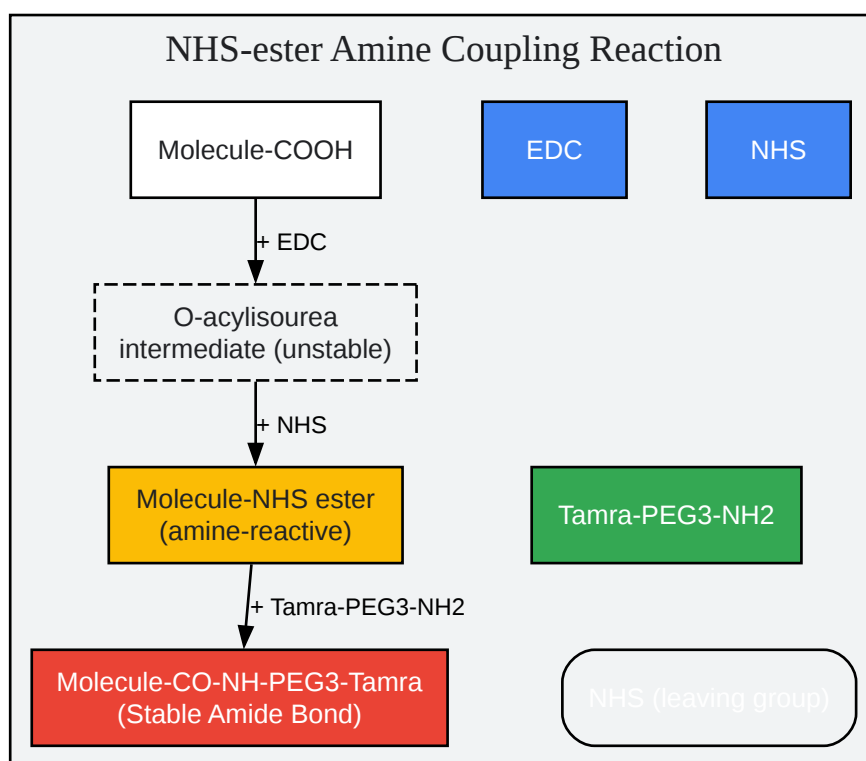 NHS-ester Amine Coupling Reaction
Molecule-COOH
EDC
NHS
+ EDC
O-acylisourea
intermediate (unstable)
+ NHS
Molecule-NHS ester
(amine-reactive)
Tamra-PEG3-NH2
+ Tamra-PEG3-NH2
Molecule-CO-NH-PEG3-Tamra
(Stable Amide Bond)
NHS (leaving group)